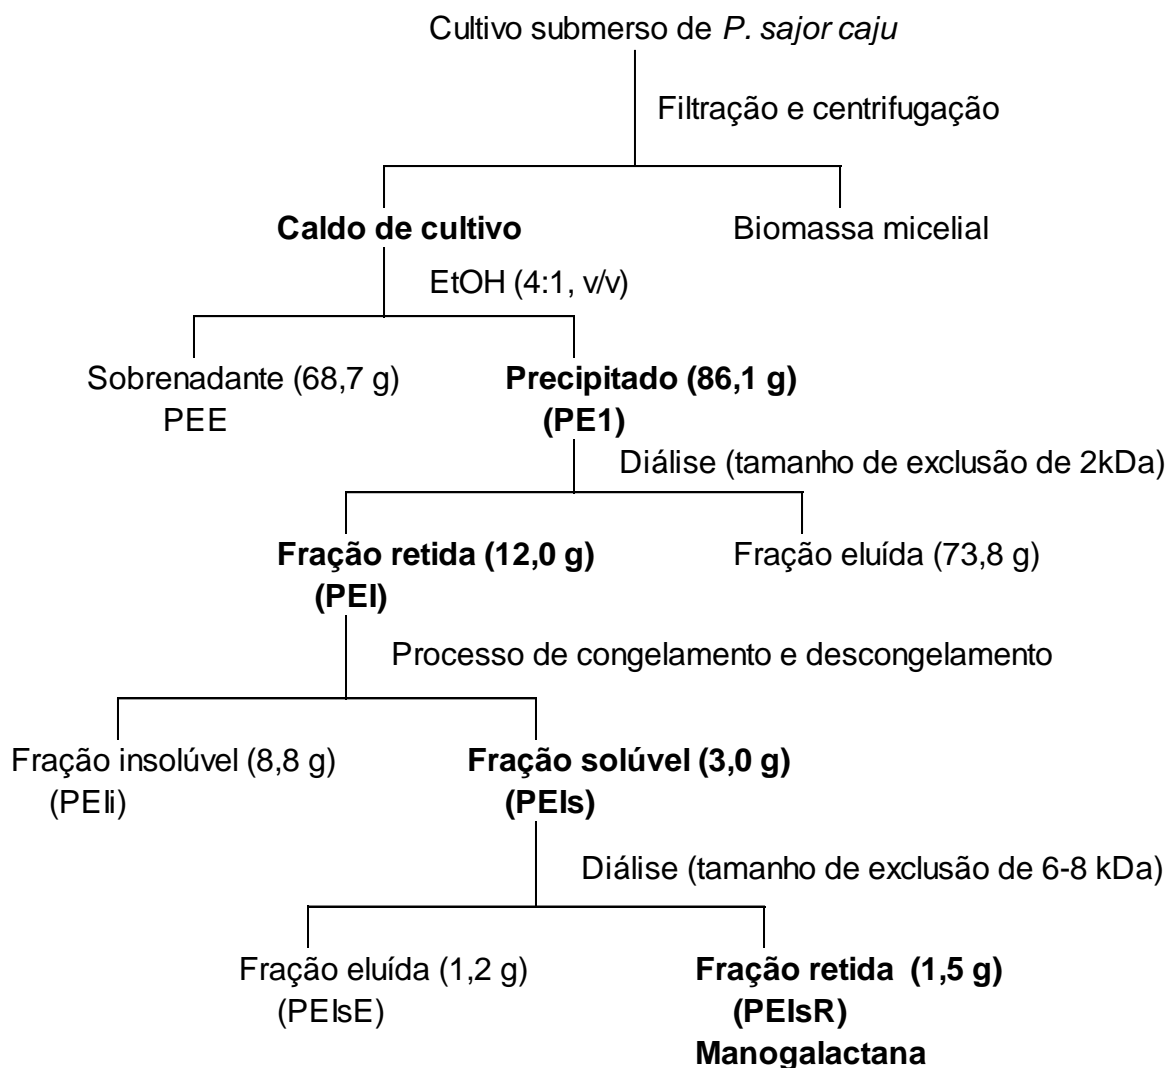 Cultivo submerso de P. sajor caju
Filtração e centrifugação
Caldo de cultivo
Biomassa micelial
EtOH (4:1, v/v)
Sobrenadante (68,7 g)
PEE
Precipitado (86,1 g)
(PE1)
Diálise (tamanho de exclusão de 2kDa)
Fração retida (12,0 g)
(PEI)
Fração eluída (73,8 g)
Processo de congelamento e descongelamento
Fração insolúvel (8,8 g)
(PEIi)
Fração solúvel (3,0 g)
(PEIs)
Diálise (tamanho de exclusão de 6-8 kDa)
Fração eluída (1,2 g)
(PEIsE)
Fração retida (1,5 g)
(PEIsR)
Manogalactana